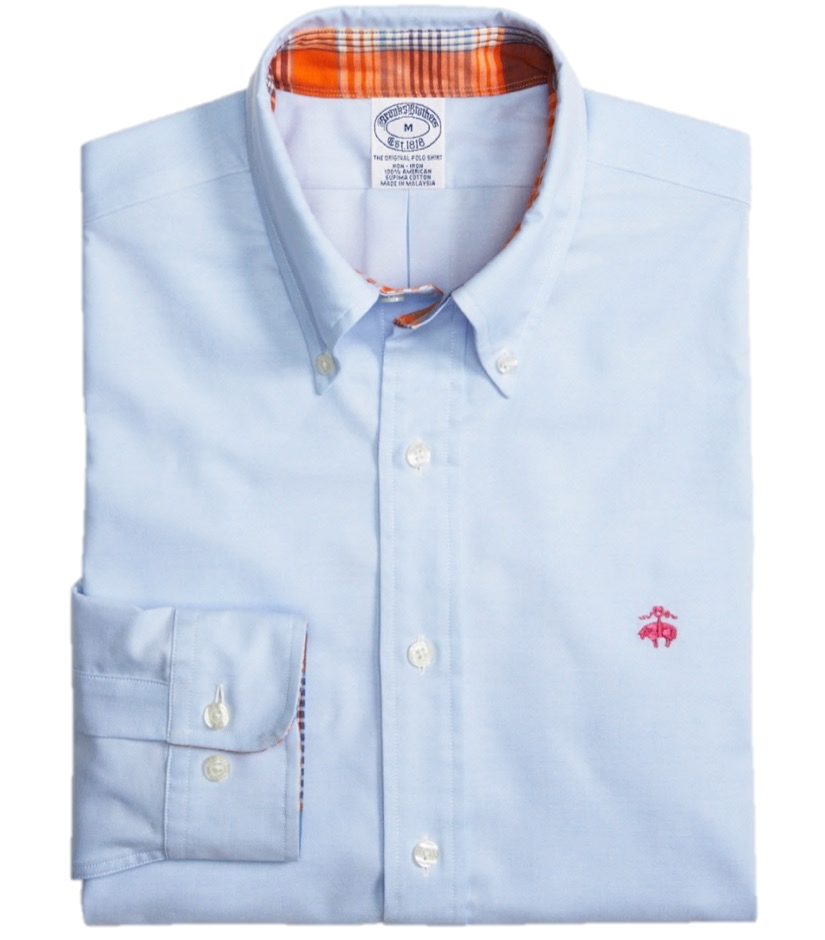 Brooks Brothers
M
Est. 1818
THE ORIGINAL POLO SHIRT
NON - IRON
100% AMERICAN
SUPIMA COTTON
MADE IN MALAYSIA